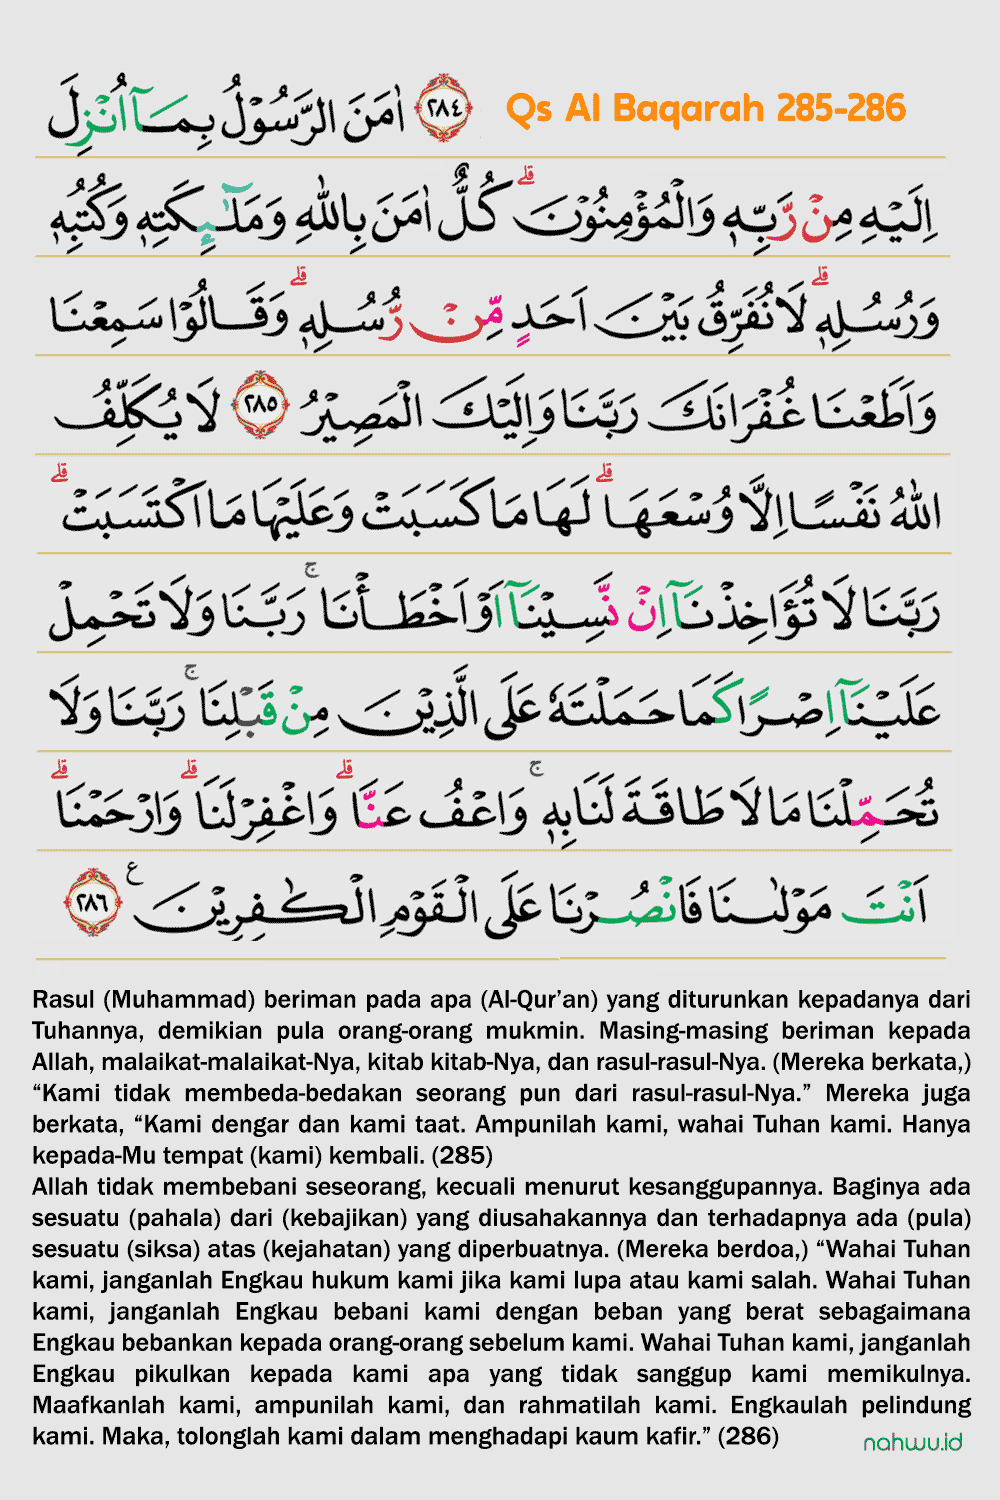 Qs Al Baqarah 285-286
﴿٢٨٤﴾ اٰمَنَ الرَّسُوْلُ بِمَآ اُنْزِلَ
اِلَيْهِ مِنْ رَّبِّهٖ وَالْمُؤْمِنُوْنَۗ كُلٌّ اٰمَنَ بِاللّٰهِ وَمَلٰۤىِٕكَتِهٖ وَكُتُبِهٖ
وَرُسُلِهٖۗ لَا نُفَرِّقُ بَيْنَ اَحَدٍ مِّنْ رُّسُلِهٖۗ وَقَالُوْا سَمِعْنَا
وَاَطَعْنَا غُفْرَانَكَ رَبَّنَا وَاِلَيْكَ الْمَصِيْرُ ﴿٢٨٥﴾ لَا يُكَلِّفُ
اللّٰهُ نَفْسًا اِلَّا وُسْعَهَاۗ لَهَا مَا كَسَبَتْ وَعَلَيْهَا مَا اكْتَسَبَتْۗ
رَبَّنَا لَا تُؤَاخِذْنَآ اِنْ نَّسِيْنَآ اَوْ اَخْطَأْنَاۚ رَبَّنَا وَلَا تَحْمِلْ
عَلَيْنَآ اِصْرًا كَمَا حَمَلْتَهٗ عَلَى الَّذِيْنَ مِنْ قَبْلِنَاۚ رَبَّنَا وَلَا
تُحَمِّلْنَا مَا لَا طَاقَةَ لَنَا بِهٖۚ وَاعْفُ عَنَّاۗ وَاغْفِرْ لَنَاۗ وَارْحَمْنَاۗ
اَنْتَ مَوْلٰىنَا فَانْصُرْنَا عَلَى الْقَوْمِ الْكٰفِرِيْنَ ࣖ ﴿٢٨٦﴾
Rasul (Muhammad) beriman pada apa (Al-Qur’an) yang diturunkan kepadanya dari
Tuhannya, demikian pula orang-orang mukmin. Masing-masing beriman kepada
Allah, malaikat-malaikat-Nya, kitab kitab-Nya, dan rasul-rasul-Nya. (Mereka berkata,)
“Kami tidak membeda-bedakan seorang pun dari rasul-rasul-Nya.” Mereka juga
berkata, “Kami dengar dan kami taat. Ampunilah kami, wahai Tuhan kami. Hanya
kepada-Mu tempat (kami) kembali. (285)
Allah tidak membebani seseorang, kecuali menurut kesanggupannya. Baginya ada
sesuatu (pahala) dari (kebajikan) yang diusahakannya dan terhadapnya ada (pula)
sesuatu (siksa) atas (kejahatan) yang diperbuatnya. (Mereka berdoa,) “Wahai Tuhan
kami, janganlah Engkau hukum kami jika kami lupa atau kami salah. Wahai Tuhan
kami, janganlah Engkau bebani kami dengan beban yang berat sebagaimana
Engkau bebankan kepada orang-orang sebelum kami. Wahai Tuhan kami, janganlah
Engkau pikulkan kepada kami apa yang tidak sanggup kami memikulnya.
Maafkanlah kami, ampunilah kami, dan rahmatilah kami. Engkaulah pelindung
kami. Maka, tolonglah kami dalam menghadapi kaum kafir.” (286)
nahwu.id